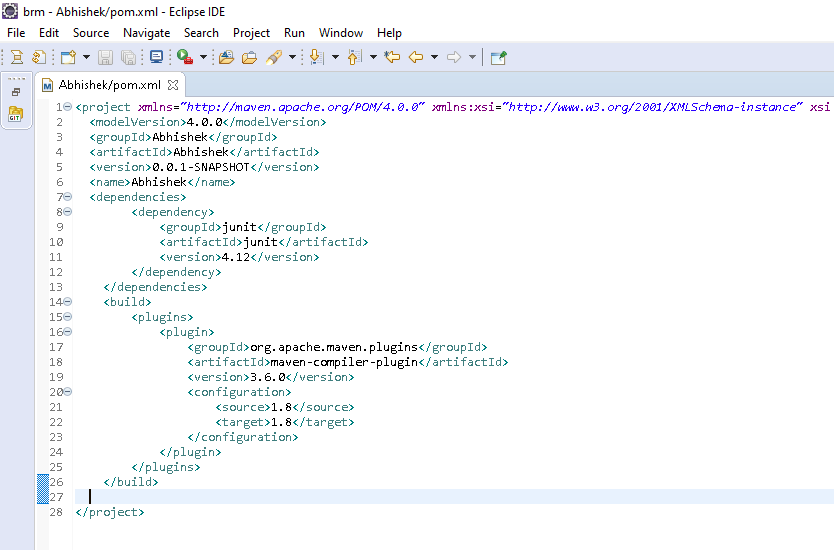 brm - Abhishek/pom.xml - Eclipse IDE
File Edit Source Navigate Search Project Run Window Help
Abhishek/pom.xml
1 <project xmlns="http://maven.apache.org/POM/4.0.0" xmlns:xsi="http://www.w3.org/2001/XMLSchema-instance" xsi
2 <modelVersion>4.0.0</modelVersion>
3 <groupId>Abhishek</groupId>
4 <artifactId>Abhishek</artifactId>
5 <version>0.0.1-SNAPSHOT</version>
6 <name>Abhishek</name>
7 <dependencies>
8 <dependency>
9 <groupId>junit</groupId>
10 <artifactId>junit</artifactId>
11 <version>4.12</version>
12 </dependency>
13 </dependencies>
14 <build>
15 <plugins>
16 <plugin>
17 <groupId>org.apache.maven.plugins</groupId>
18 <artifactId>maven-compiler-plugin</artifactId>
19 <version>3.6.0</version>
20 <configuration>
21 <source>1.8</source>
22 <target>1.8</target>
23 </configuration>
24 </plugin>
25 </plugins>
26 </build>
27
28 </project>